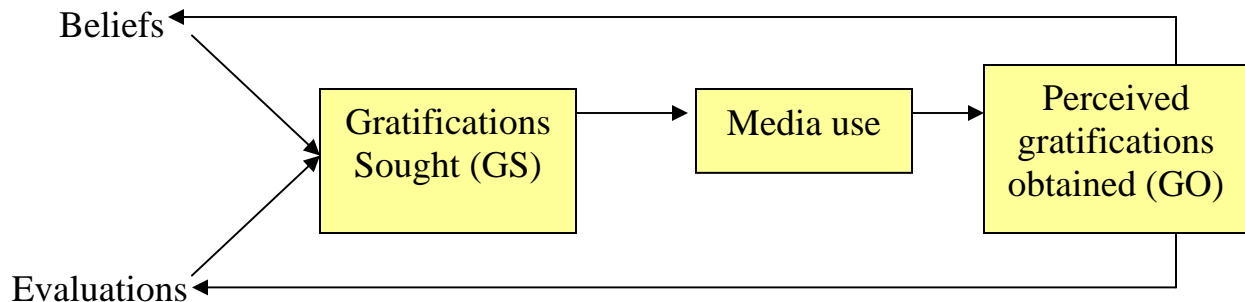 Beliefs
Gratifications
Sought (GS)
Media use
Perceived
gratifications
obtained (GO)
Evaluations